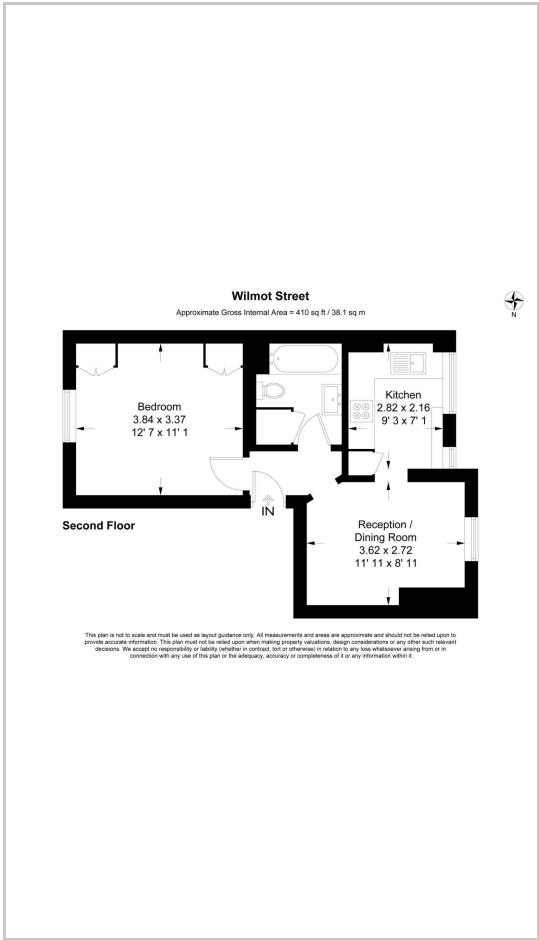 Wilmot Street
Approximate Gross Internal Area = 410 sq ft / 38.1 sq m
N
Kitchen
2.82 x 2.16
9' 3 x 7' 1
Bedroom
3.84 x 3.37
12' 7 x 11' 1
IN
Second Floor
Reception /
Dining Room
3.62 x 2.72
11' 11 x 8' 11
This plan is not to scale and must be used as layout guidance only. All measurements and areas are approximate and should not be relied upon to
provide accurate information. This plan must not be relied upon when making property valuations, design considerations or any other such relevant
decisions. We accept no responsibility or liability (whether in contract, tort or otherwise) in relation to any loss whatsoever arising from or in
connection with any use of this plan or the adequacy, accuracy or completeness of it or any information within it.